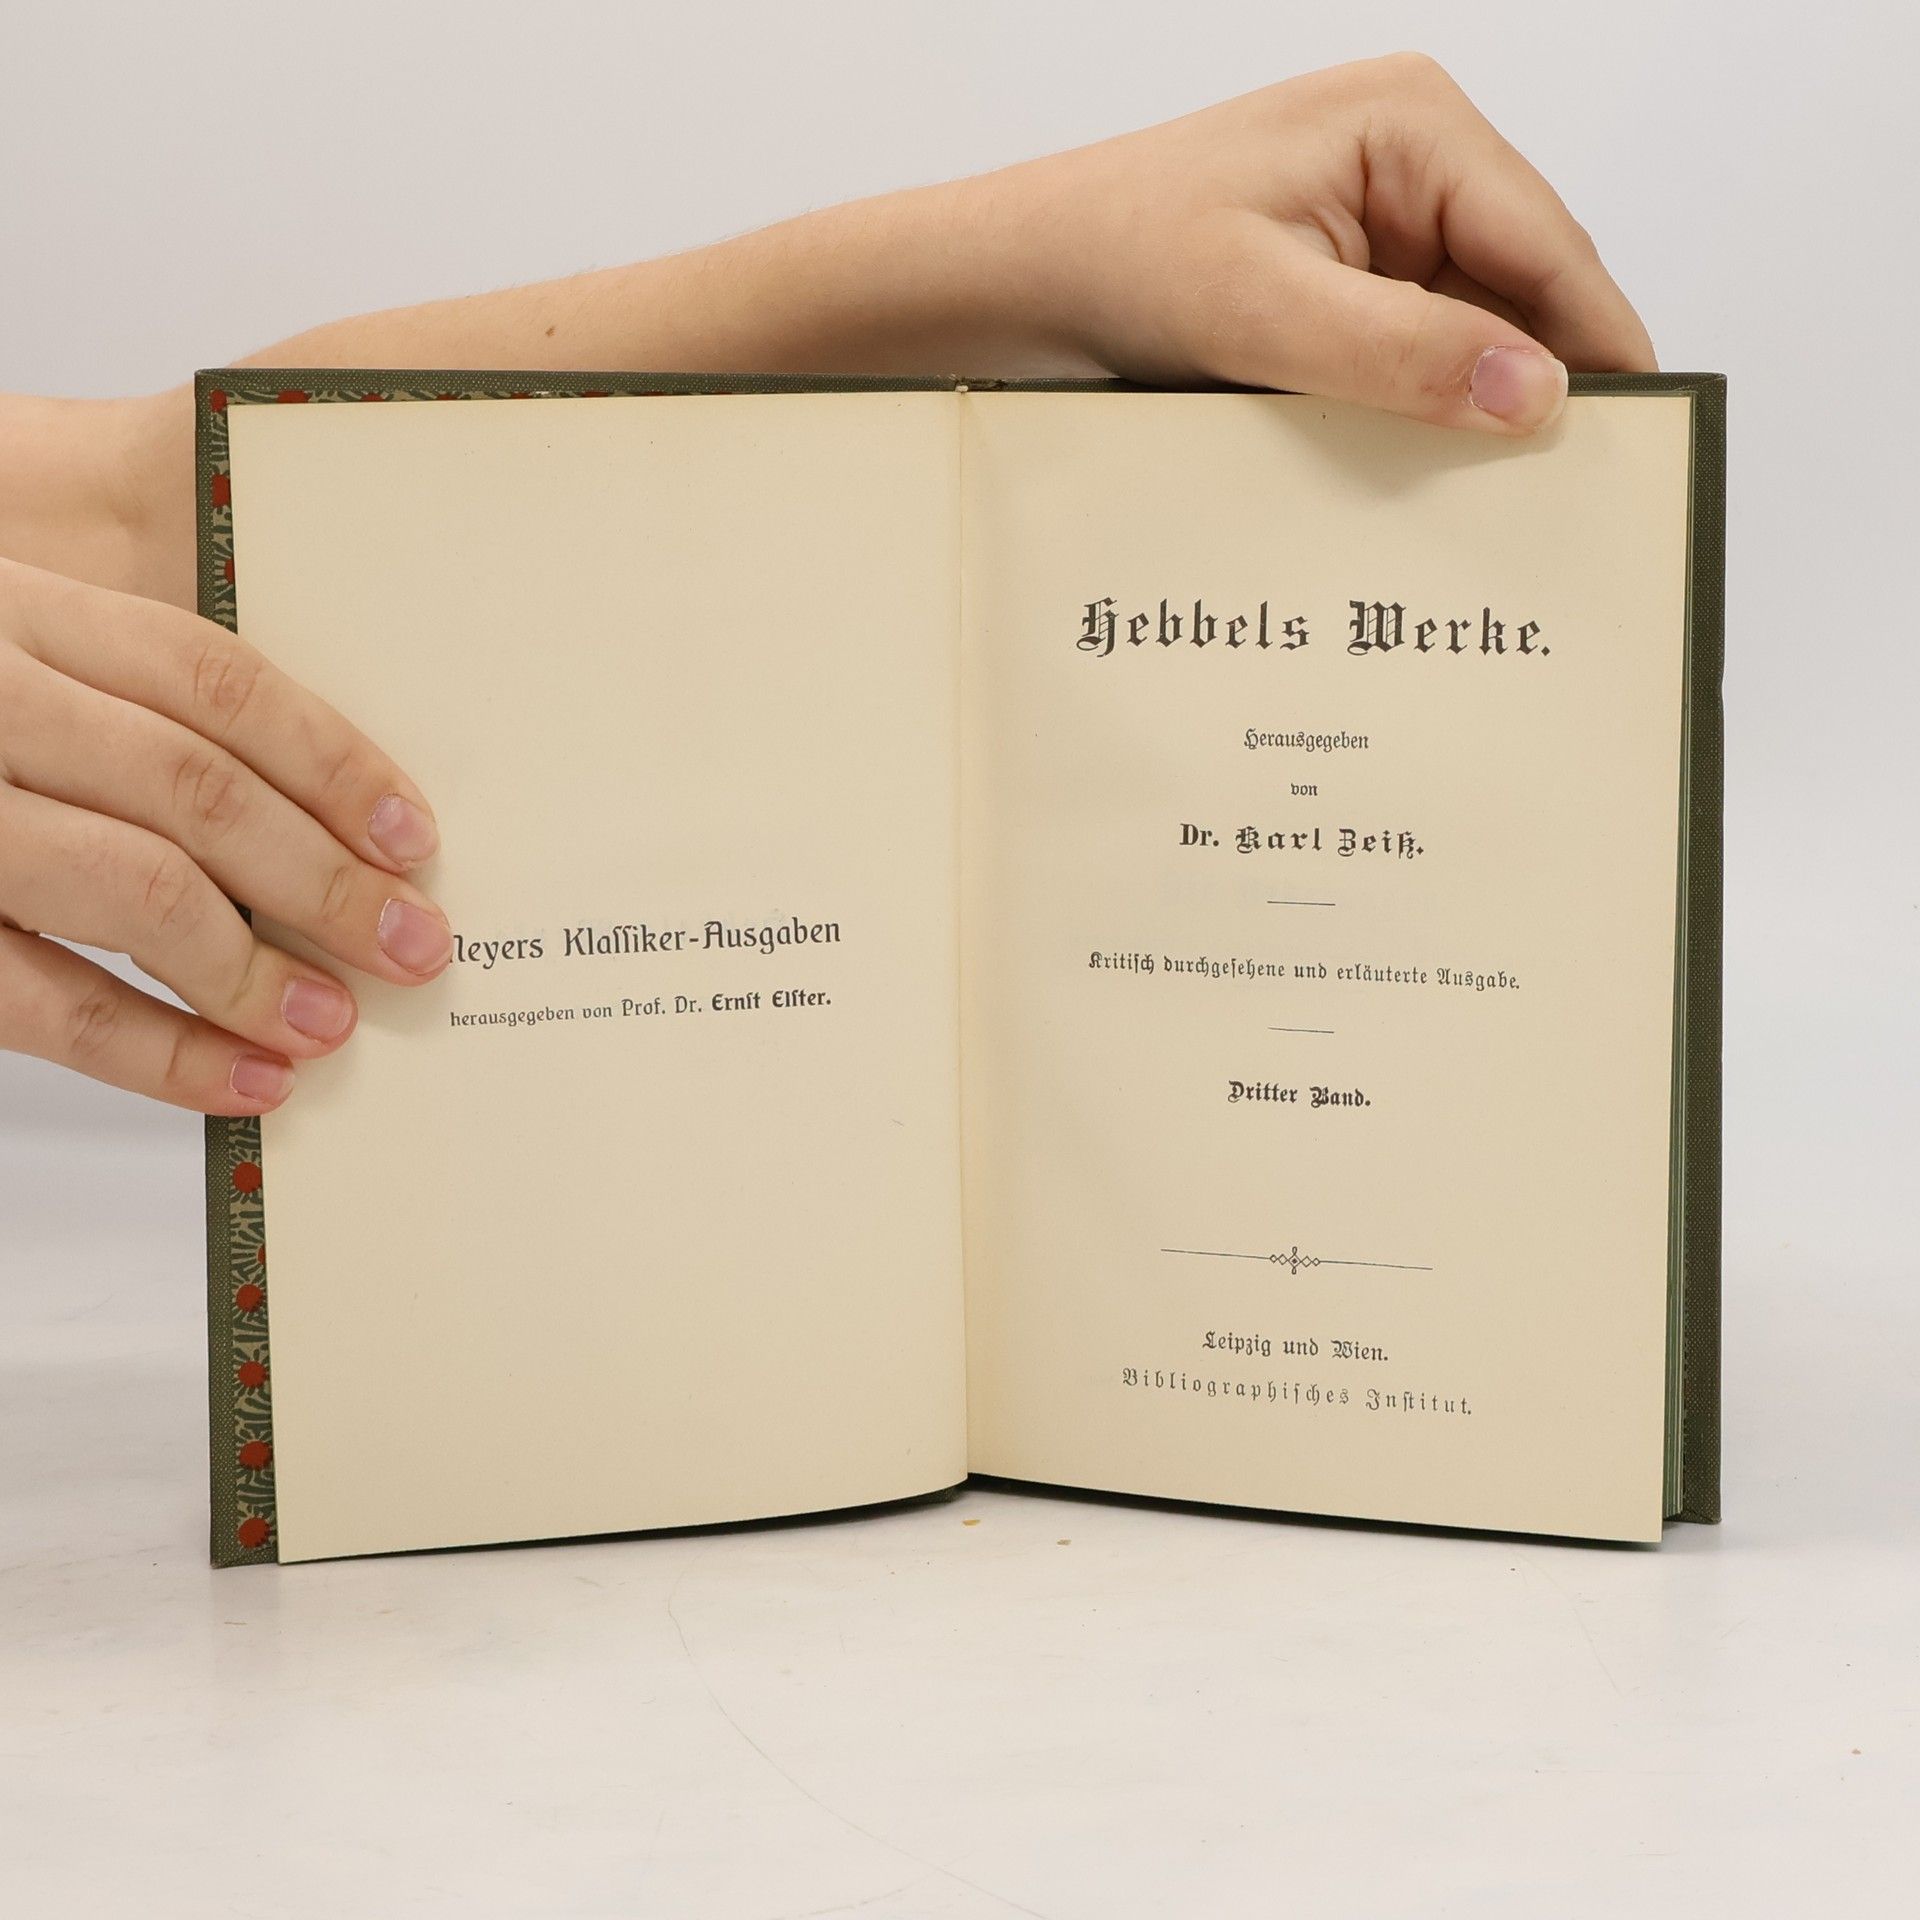 Meyers Klaſſiker-Ausgaben
herausgegeben von Prof. Dr. Ernſt Elſter.
Hebbels Werke.
Herausgegeben
von
Dr. Karl Zeiß.
Kritiſch durchgeſehene und erläuterte Ausgabe.
Dritter Band.
Leipzig und Wien.
Bibliographiſches Inſtitut.